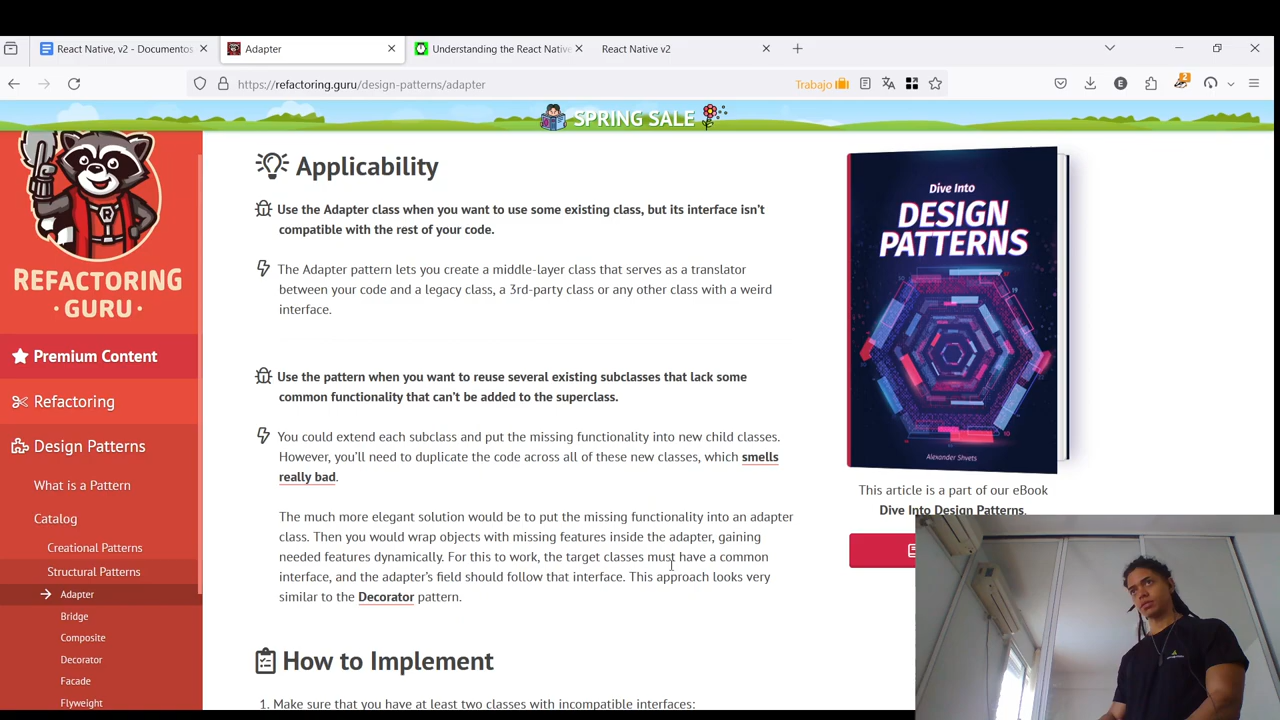 React Native, v2 - Documentos
Adapter
Understanding the React Native
React Native v2
https://refactoring.guru/design-patterns/adapter
Trabajo
E
2
SPRING SALE
R
REFACTORING
· GURU ·
Premium Content
Refactoring
Design Patterns
What is a Pattern
Catalog
Creational Patterns
Structural Patterns
Adapter
Bridge
Composite
Decorator
Facade
Flyweight
Applicability
Use the Adapter class when you want to use some existing class, but its interface isn't
compatible with the rest of your code.
The Adapter pattern lets you create a middle-layer class that serves as a translator
between your code and a legacy class, a 3rd-party class or any other class with a weird
interface.
Use the pattern when you want to reuse several existing subclasses that lack some
common functionality that can't be added to the superclass.
You could extend each subclass and put the missing functionality into new child classes.
However, you'll need to duplicate the code across all of these new classes, which smells
really bad.
The much more elegant solution would be to put the missing functionality into an adapter
class. Then you would wrap objects with missing features inside the adapter, gaining
needed features dynamically. For this to work, the target classes must have a common
interface, and the adapter's field should follow that interface. This approach looks very
similar to the Decorator pattern.
How to Implement
1. Make sure that you have at least two classes with incompatible interfaces:
Dive Into
DESIGN
PATTERNS
Alexander Shvets
This article is a part of our eBook
Dive Into Design Patterns.